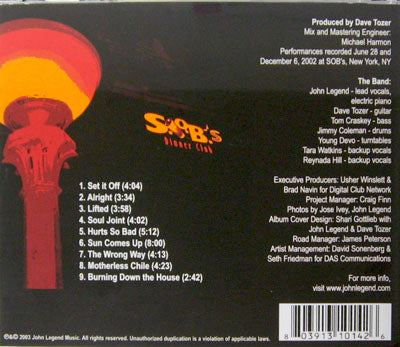 Produced by Dave Tozer
Mix and Mastering Engineer:
Michael Harmon
Performances recorded June 28 and
December 6, 2002 at SOB's, New York, NY
The Band:
John Legend - lead vocals,
electric piano
Dave Tozer - guitar
Tom Craskey - bass
Jimmy Coleman - drums
Young Devo - turntables
Tara Watkins - backup vocals
Reynada Hill - backup vocals
S.O.B.'s
Dinner Club
1. Set it Off (4:04)
2. Alright (3:34)
3. Lifted (3:58)
4. Soul Joint (4:02)
5. Hurts So Bad (5:12)
6. Sun Comes Up (8:00)
7. The Wrong Way (4:13)
8. Motherless Chile (4:23)
9. Burning Down the House (2:42)
Executive Producers: Usher Winslett &
Brad Navin for Digital Club Network
Project Manager: Craig Finn
Photos by Jose Ivey, John Legend
Album Cover Design: Shari Gottlieb with
John Legend & Dave Tozer
Road Manager: James Peterson
Artist Management: David Sonenberg &
Seth Friedman for DAS Communications
For more info,
visit www.johnlegend.com
℗&© 2003 John Legend Music. All rights reserved. Unauthorized duplication is a violation of applicable laws.
8 03913 10142 6